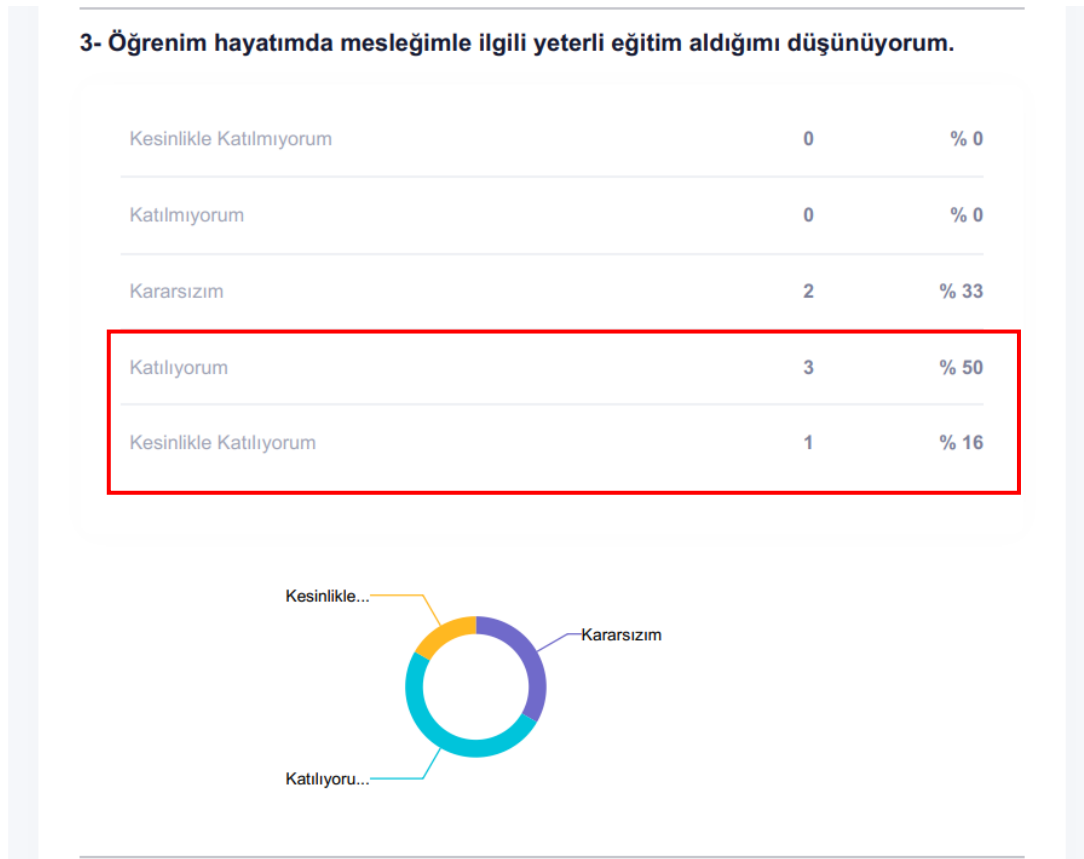 3- Öğrenim hayatımda mesleğimle ilgili yeterli eğitim aldığımı düşünüyorum.
Kesinlikle Katılmıyorum 0 % 0
Katılmıyorum 0 % 0
Kararsızım 2 % 33
Katılıyorum 3 % 50
Kesinlikle Katılıyorum 1 % 16
Kesinlikle...
Kararsızım
Katılıyoru...